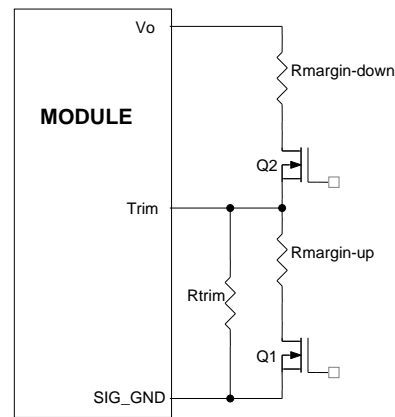 Vo
Rmargin-down
MODULE
Q2
Trim
Rmargin-up
Rtrim
Q1
SIG_GND